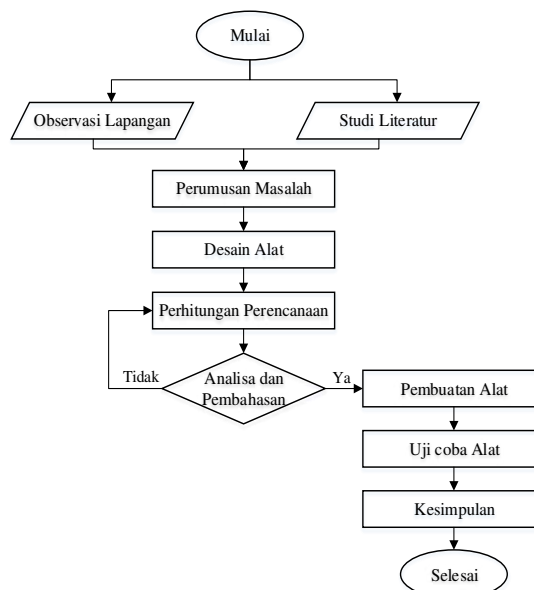 Mulai
Observasi Lapangan
Studi Literatur
Perumusan Masalah
Desain Alat
Perhitungan Perencanaan
Tidak
Analisa dan
Pembahasan
Ya
Pembuatan Alat
Uji coba Alat
Kesimpulan
Selesai